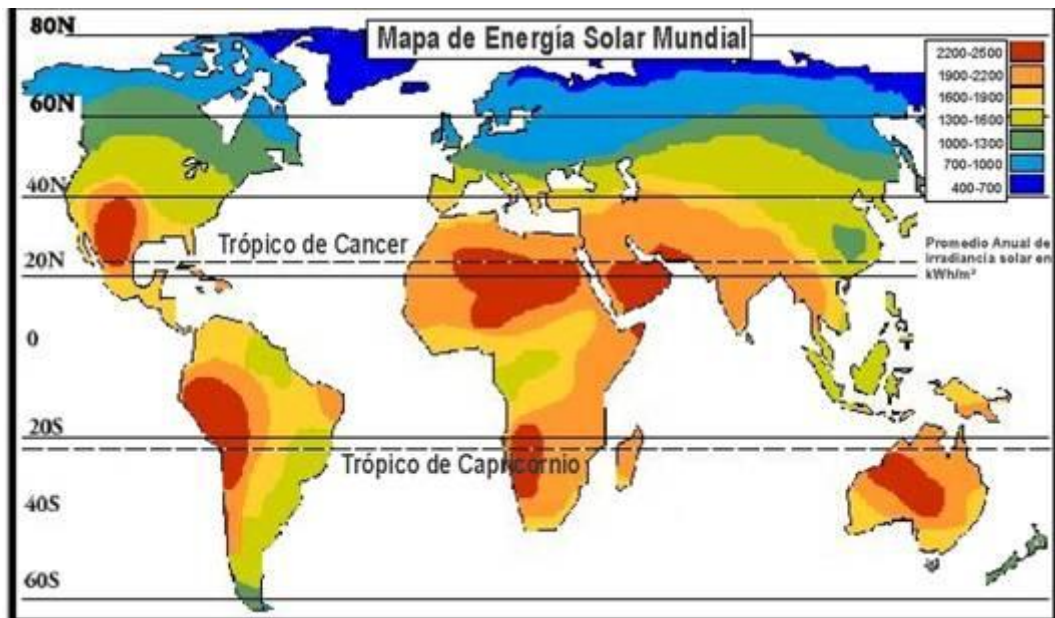 80N
Mapa de Energía Solar Mundial
2200-2500
1900-2200
1600-1900
1300-1600
1000-1300
700-1000
400-700
60N
40N
Trópico de Cancer
Promedio Anual de
irradiancia solar en
kWh/m²
20N
0
20S
Trópico de Capricornio
40S
60S